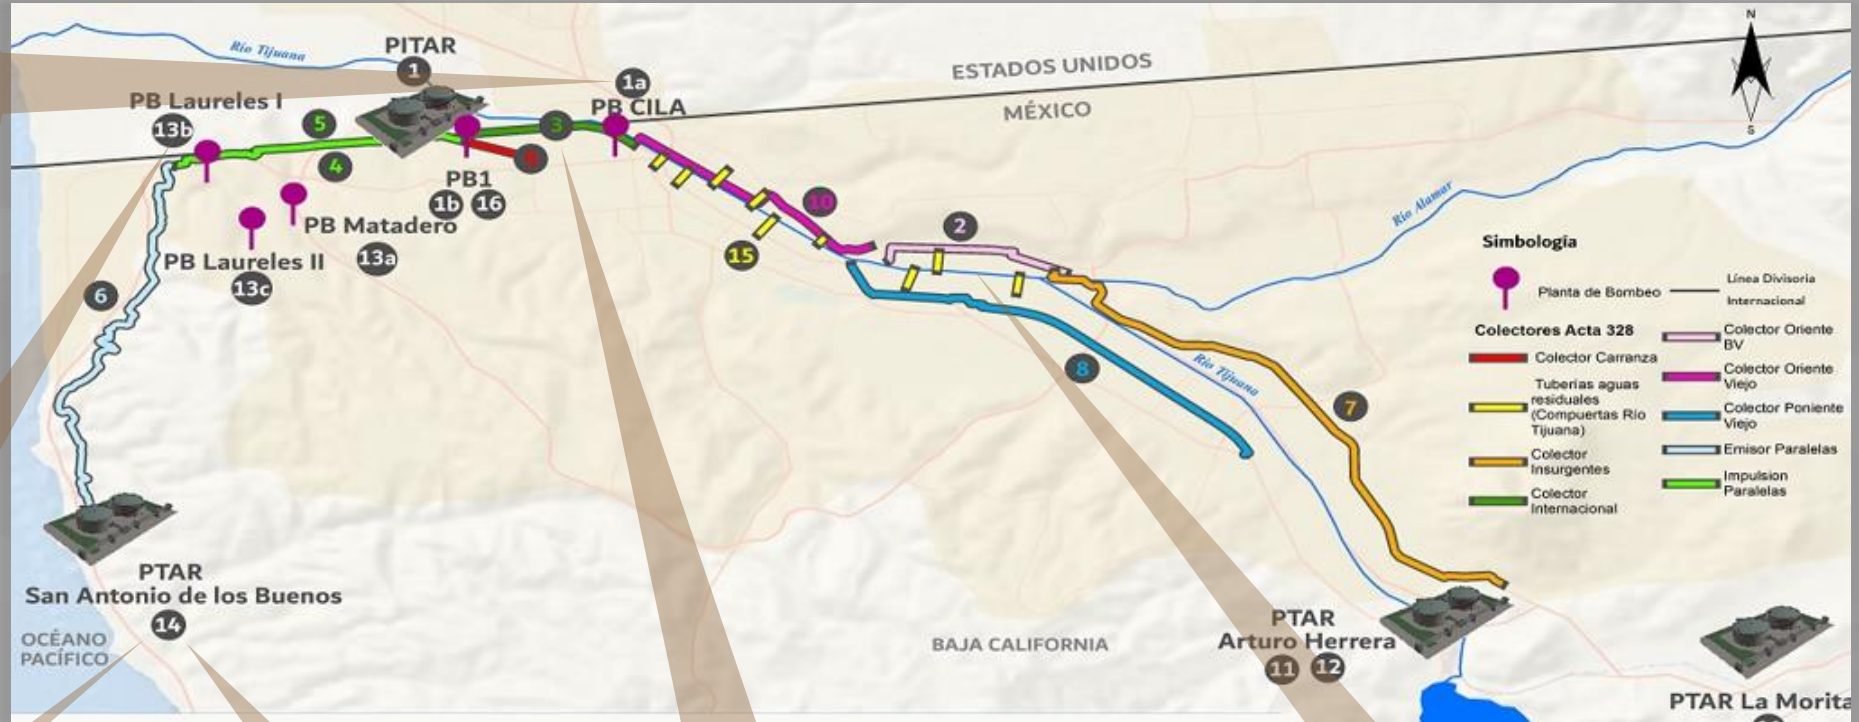 N
S
Río Tijuana
PITAR
1
1a
PB CILA
ESTADOS UNIDOS
MÉXICO
PB Laureles I
13b
5
4
3
PB1
1b 16
PB Matadero
13a
PB Laureles II
13c
6
10
15
2
Río Alamar
8
Río Tijuana
7
Simbología
Planta de Bombeo
Línea Divisoria
Internacional
Colectores Acta 328
Colector Carranza
Tuberías aguas
residuales
(Compuertas Río
Tijuana)
Colector
Insurgentes
Colector
Internacional
Colector Oriente
BV
Colector Oriente
Viejo
Colector Poniente
Viejo
Emisor Paralelas
Impulsion
Paralelas
PTAR
San Antonio de los Buenos
14
OCÉANO
PACÍFICO
BAJA CALIFORNIA
PTAR
Arturo Herrera
11 12
PTAR La Morita